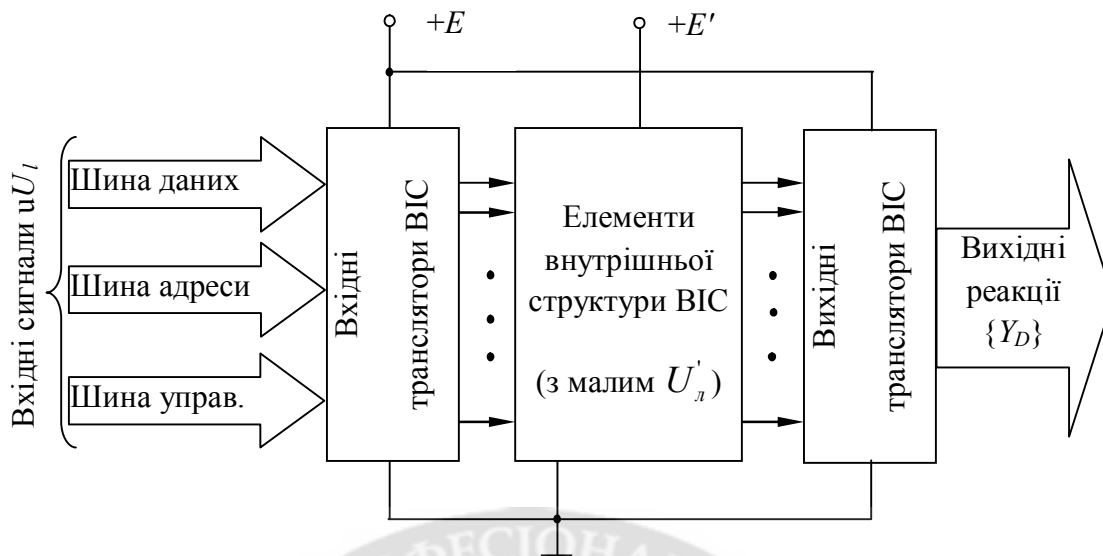 +E
+E'
Вхідні сигнали uU_l
Шина даних
Шина адреси
Шина управ.
Вхідні
транслятори ВІС
Елементи
внутрішньої
структури ВІС
(з малим U'_л)
Вихідні
транслятори ВІС
Вихідні
реакції
{Y_D}